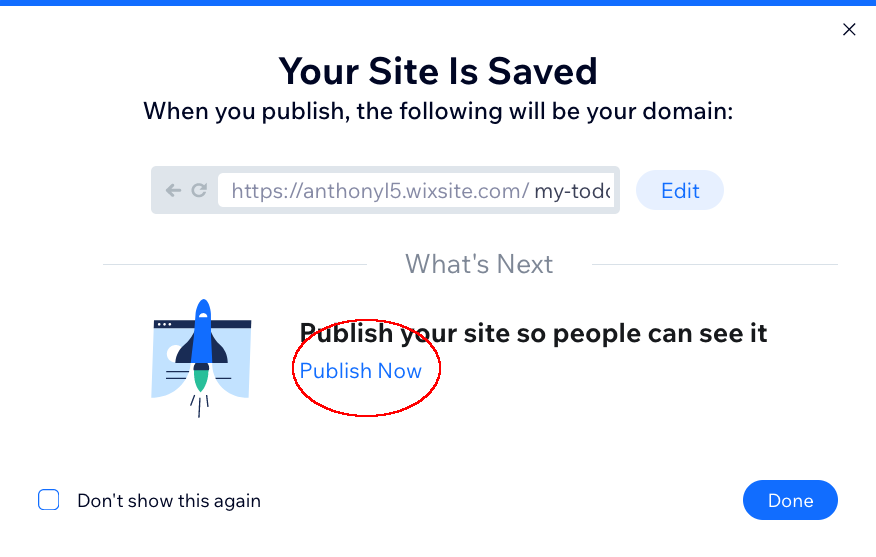 Your Site Is Saved
When you publish, the following will be your domain:
https://anthonyl5.wixsite.com/ my-todo Edit
What's Next
Publish your site so people can see it
Publish Now
Don't show this again
Done